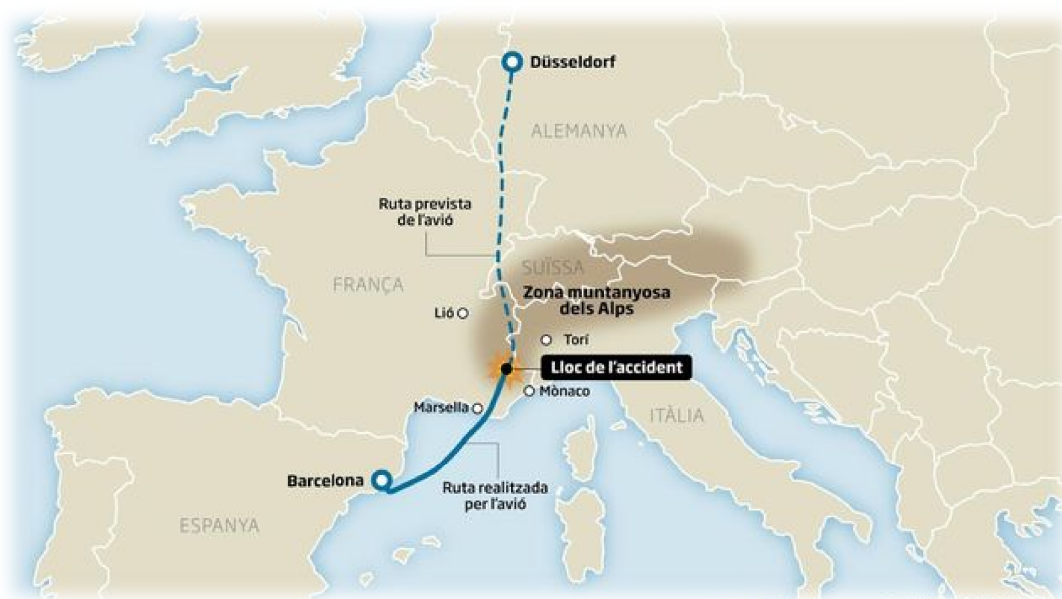 Düsseldorf
ALEMANYA
Ruta prevista
de l'avió
SUÏSSA
FRANÇA
Zona muntanyosa
dels Alps
Lió
Torí
Lloc de l'accident
Mònaco
Marsella
ITÀLIA
Barcelona
Ruta realitzada
per l'avió
ESPANYA